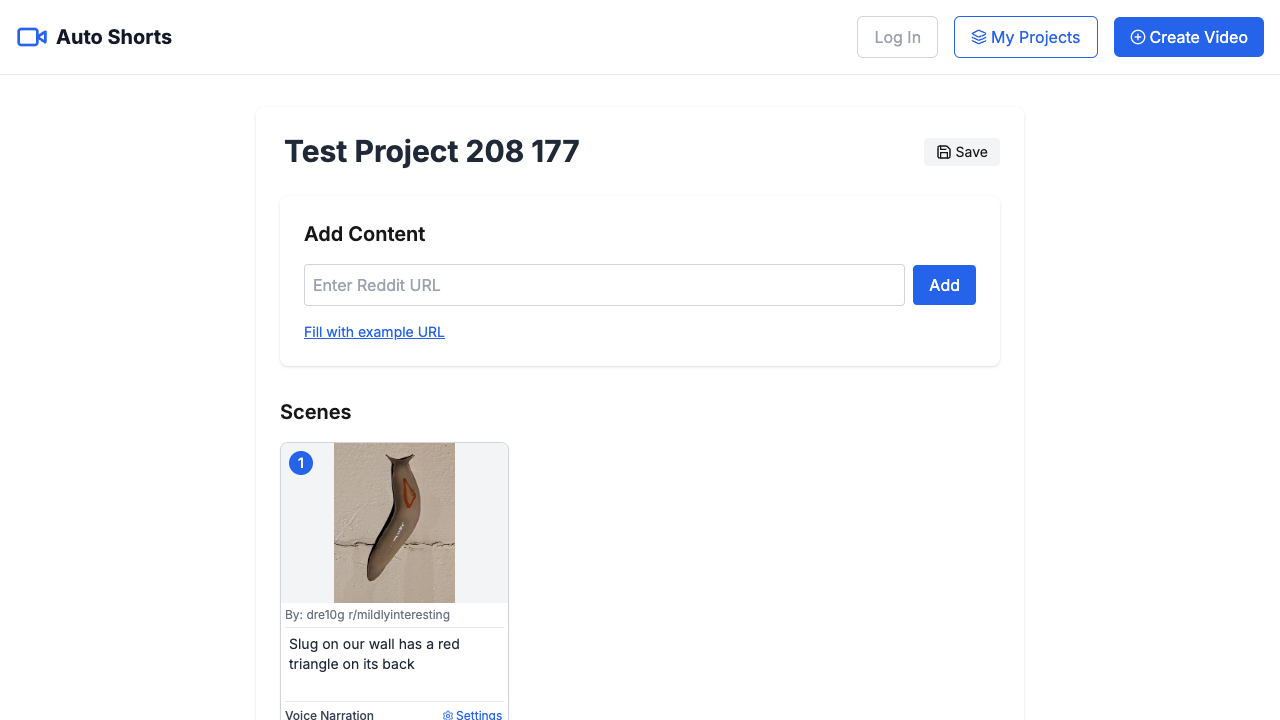 Auto Shorts
Log In
My Projects
Create Video
Test Project 208 177
Save
Add Content
Enter Reddit URL
Add
Fill with example URL
Scenes
1
By: dre10g r/mildlyinteresting
Slug on our wall has a red
triangle on its back
Voice Narration
Settings